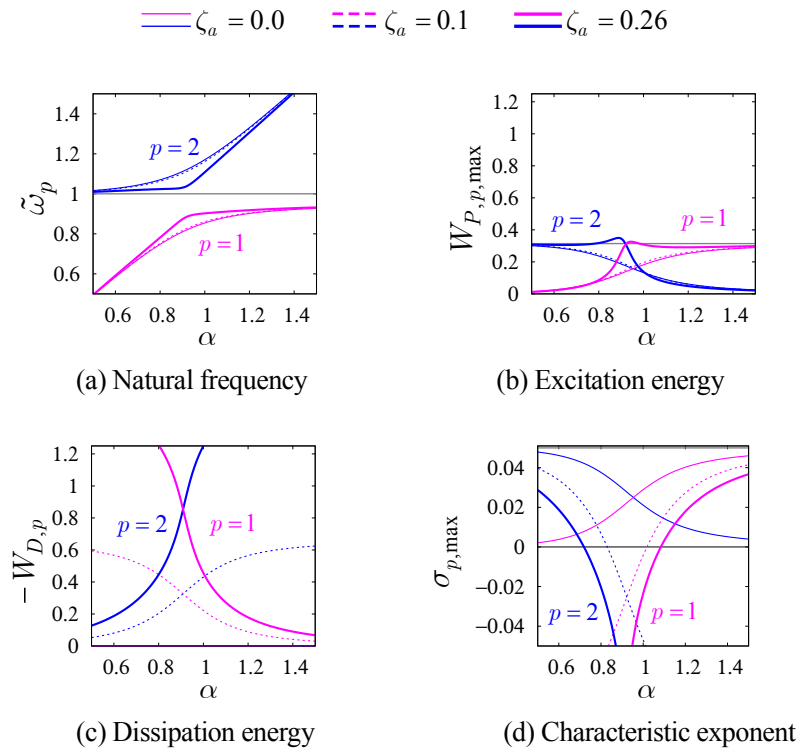 ζₐ = 0.0 ζₐ = 0.1 ζₐ = 0.26
1.4
1.2
1
0.8
0.6
ω̃ₚ
p = 2
p = 1
0.6 0.8 1 1.2 1.4
α
(a) Natural frequency
1.2
1
0.8
0.6
0.4
0.2
0
W_{P,p,max}
p = 2
p = 1
0.6 0.8 1 1.2 1.4
α
(b) Excitation energy
1.2
1
0.8
0.6
0.4
0.2
0
−W_{D,p}
p = 2
p = 1
0.6 0.8 1 1.2 1.4
α
(c) Dissipation energy
0.04
0.02
0
−0.02
−0.04
σ_{p,max}
p = 2
p = 1
0.6 0.8 1 1.2 1.4
α
(d) Characteristic exponent